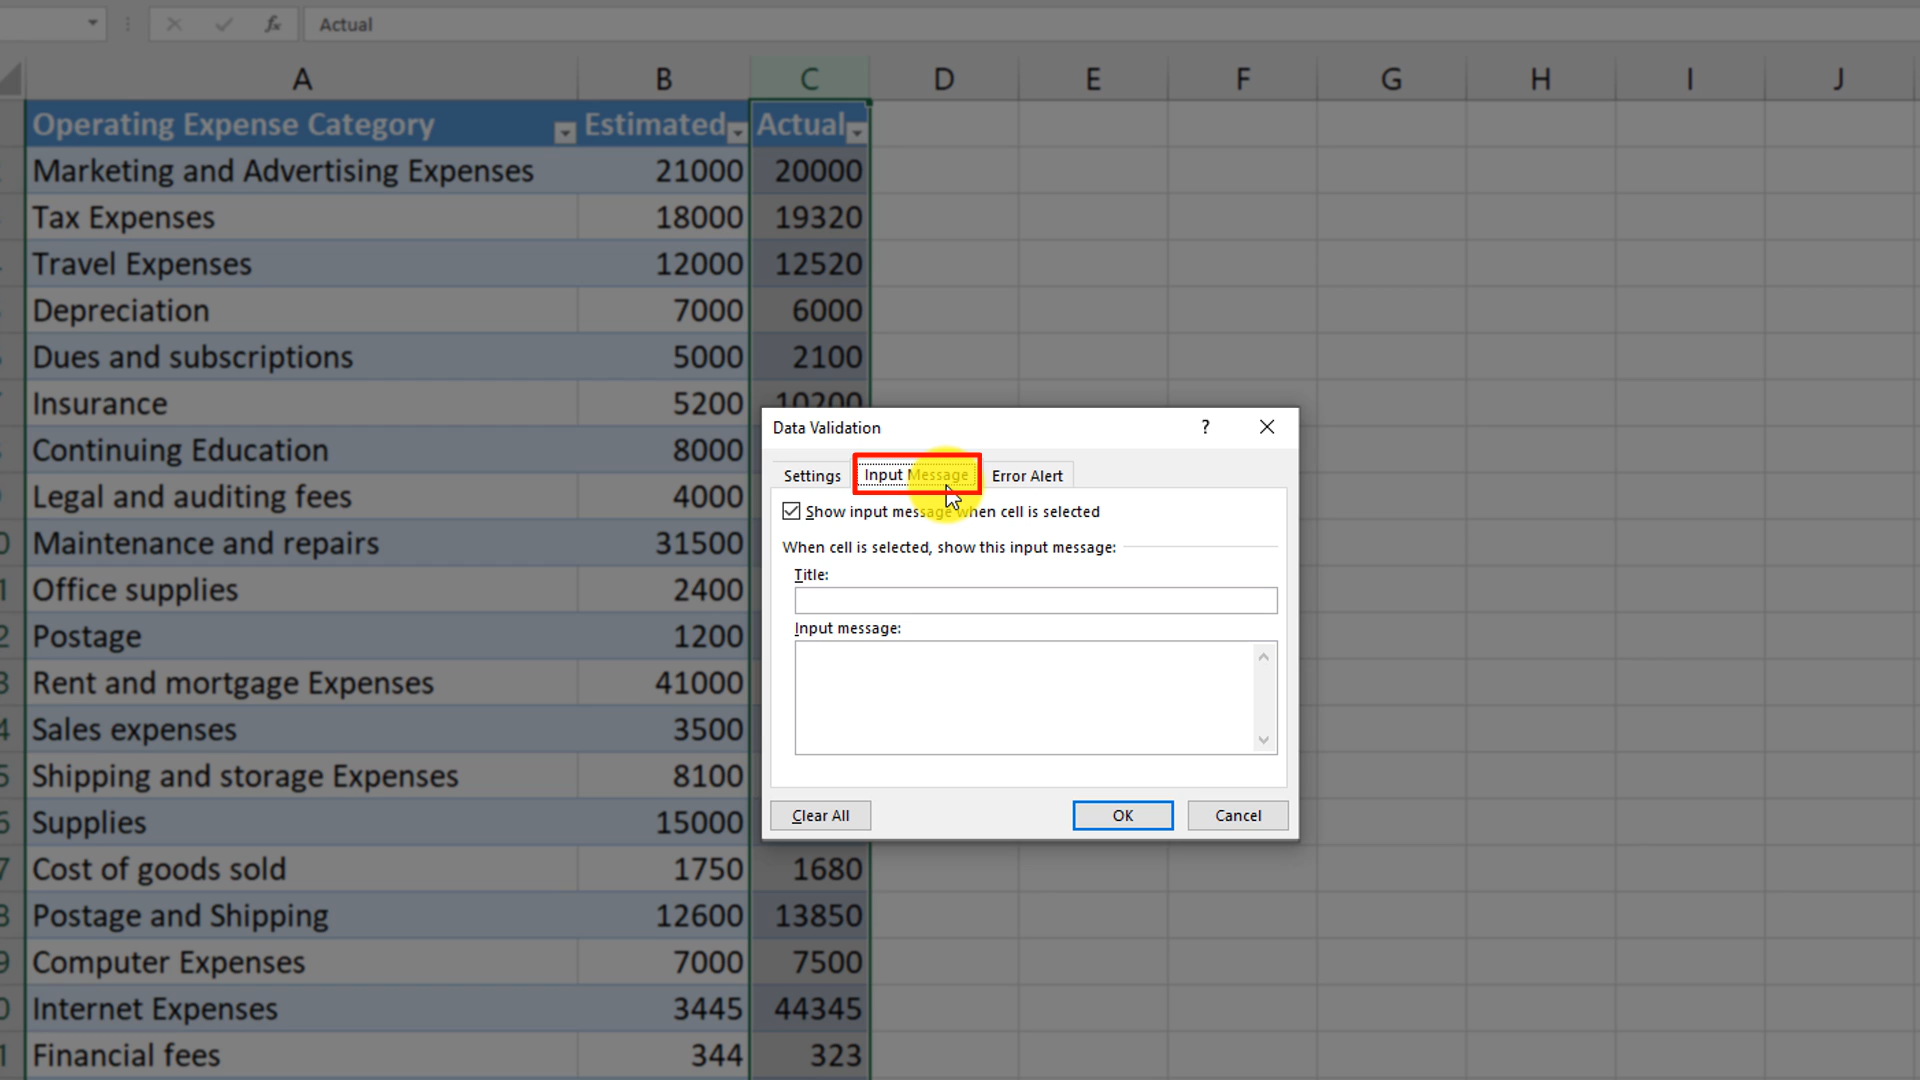 fx Actual
A B C D E F G H I J
Operating Expense Category Estimated Actual
Marketing and Advertising Expenses 21000 20000
Tax Expenses 18000 19320
Travel Expenses 12000 12520
Depreciation 7000 6000
Dues and subscriptions 5000 2100
Insurance 5200 10200
Continuing Education 8000
Legal and auditing fees 4000
Maintenance and repairs 31500
Office supplies 2400
Postage 1200
Rent and mortgage Expenses 41000
Sales expenses 3500
Shipping and storage Expenses 8100
Supplies 15000
Cost of goods sold 1750 1680
Postage and Shipping 12600 13850
Computer Expenses 7000 7500
Internet Expenses 3445 44345
Financial fees 344 323
Data Validation ?
Settings Input Message Error Alert
Show input message when cell is selected
When cell is selected, show this input message:
Title:
Input message:
Clear All OK Cancel